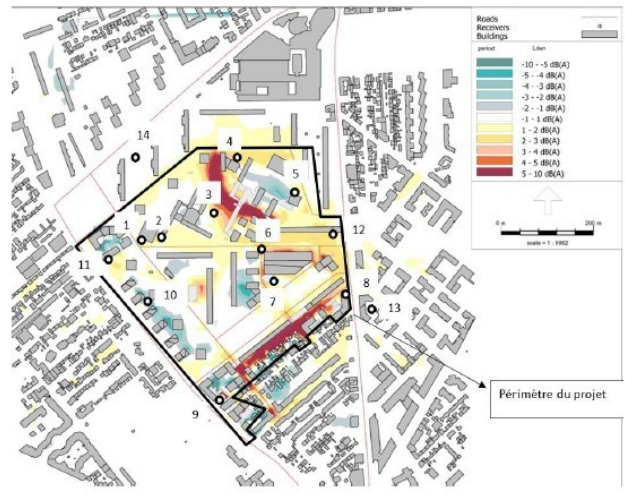 Roads
Receivers
Buildings
period Lden
-10 - -5 dB(A)
-5 - -4 dB(A)
-4 - -3 dB(A)
-3 - -2 dB(A)
-2 - -1 dB(A)
-1 - 1 dB(A)
1 - 2 dB(A)
2 - 3 dB(A)
3 - 4 dB(A)
4 - 5 dB(A)
5 - 10 dB(A)
0 m 200 m
14
4
5
3
1 2
6
12
11
10
7
8
13
9
Périmètre du projet